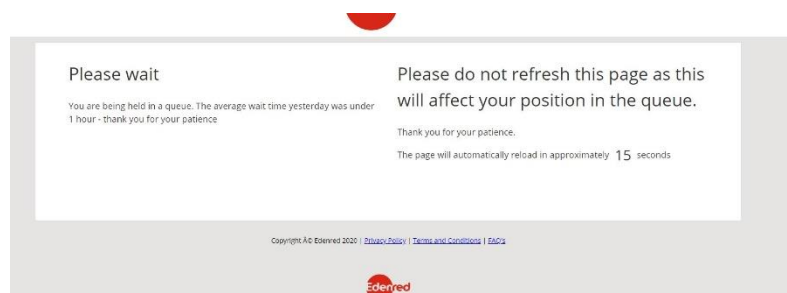 Please wait
You are being held in a queue. The average wait time yesterday was under
1 hour - thank you for your patience
Please do not refresh this page as this
will affect your position in the queue.
Thank you for your patience.
The page will automatically reload in approximately 15 seconds
Copyright Â© Edenred 2020 | Privacy Policy | Terms and Conditions | FAQ's
Edenred